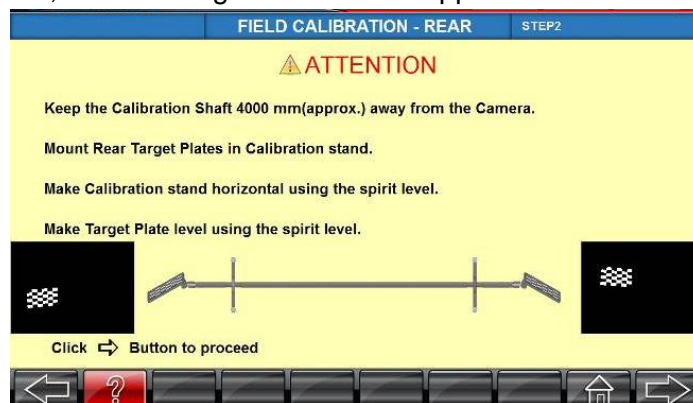 FIELD CALIBRATION - REAR STEP2
ATTENTION
Keep the Calibration Shaft 4000 mm(approx.) away from the Camera.
Mount Rear Target Plates in Calibration stand.
Make Calibration stand horizontal using the spirit level.
Make Target Plate level using the spirit level.
Click ⇨ Button to proceed
?